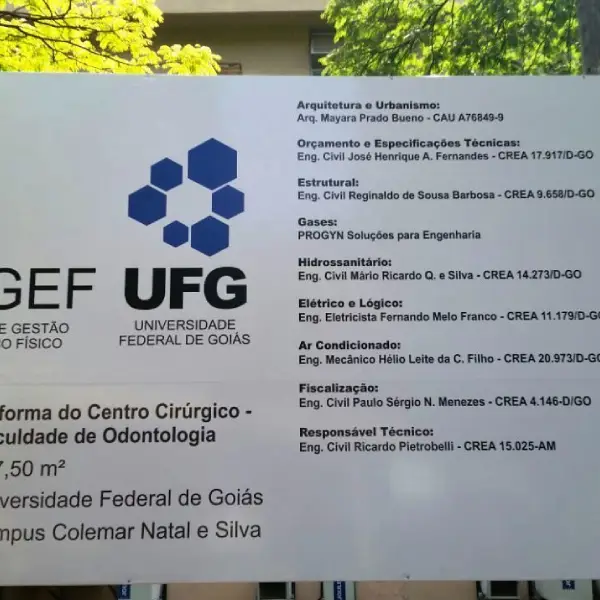 GEF
E GESTÃO
O FÍSICO
UFG
UNIVERSIDADE
FEDERAL DE GOIÁS
forma do Centro Cirúrgico -
culdade de Odontologia
7,50 m²
versidade Federal de Goiás
mpus Colemar Natal e Silva
Arquitetura e Urbanismo:
Arq. Mayara Prado Bueno - CAU A76849-9
Orçamento e Especificações Técnicas:
Eng. Civil José Henrique A. Fernandes - CREA 17.917/D-GO
Estrutural:
Eng. Civil Reginaldo de Sousa Barbosa - CREA 9.658/D-GO
Gases:
PROGYN Soluções para Engenharia
Hidrossanitário:
Eng. Civil Mário Ricardo Q. e Silva - CREA 14.273/D-GO
Elétrico e Lógico:
Eng. Eletricista Fernando Melo Franco - CREA 11.179/D-GO
Ar Condicionado:
Eng. Mecânico Hélio Leite da C. Filho - CREA 20.973/D-GO
Fiscalização:
Eng. Civil Paulo Sérgio N. Menezes - CREA 4.146-D/GO
Responsável Técnico:
Eng. Civil Ricardo Pietrobelli - CREA 15.025-AM